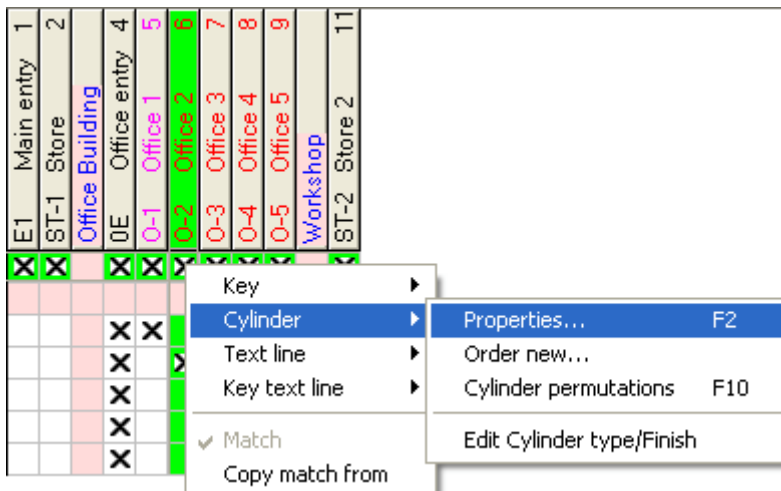 E1 Main entry 1
ST-1 Store 2
Office Building
0E Office entry 4
O-1 Office 1 5
O-2 Office 2 6
O-3 Office 3 7
O-4 Office 4 8
O-5 Office 5 9
Workshop
ST-2 Store 2 11
Key
Cylinder
Text line
Key text line
Match
Copy match from
Properties... F2
Order new...
Cylinder permutations F10
Edit Cylinder type/Finish